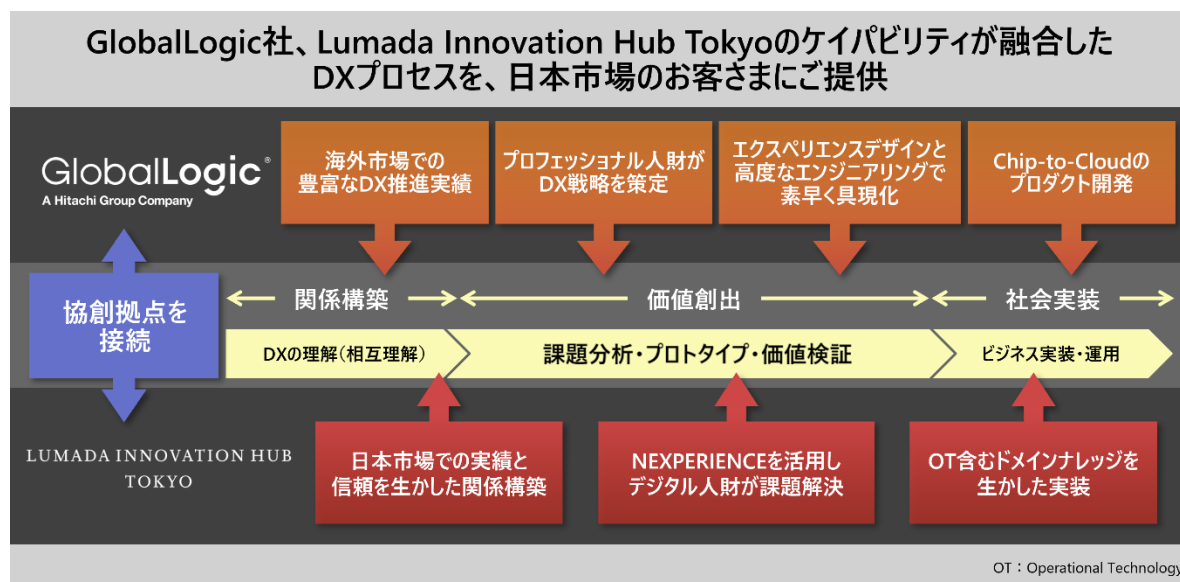 GlobalLogic社、Lumada Innovation Hub Tokyoのケイパビリティが融合した
DXプロセスを、日本市場のお客さまにご提供
GlobalLogic®
A Hitachi Group Company
海外市場での
豊富なDX推進実績
プロフェッショナル人財が
DX戦略を策定
エクスペリエンスデザインと
高度なエンジニアリングで
素早く具現化
Chip-to-Cloudの
プロダクト開発
協創拠点を
接続
関係構築
価値創出
社会実装
DXの理解(相互理解)
課題分析・プロトタイプ・価値検証
ビジネス実装・運用
LUMADA INNOVATION HUB
TOKYO
日本市場での実績と
信頼を生かした関係構築
NEXPERIENCEを活用し
デジタル人財が課題解決
OT含むドメインナレッジを
生かした実装
OT:Operational Technology